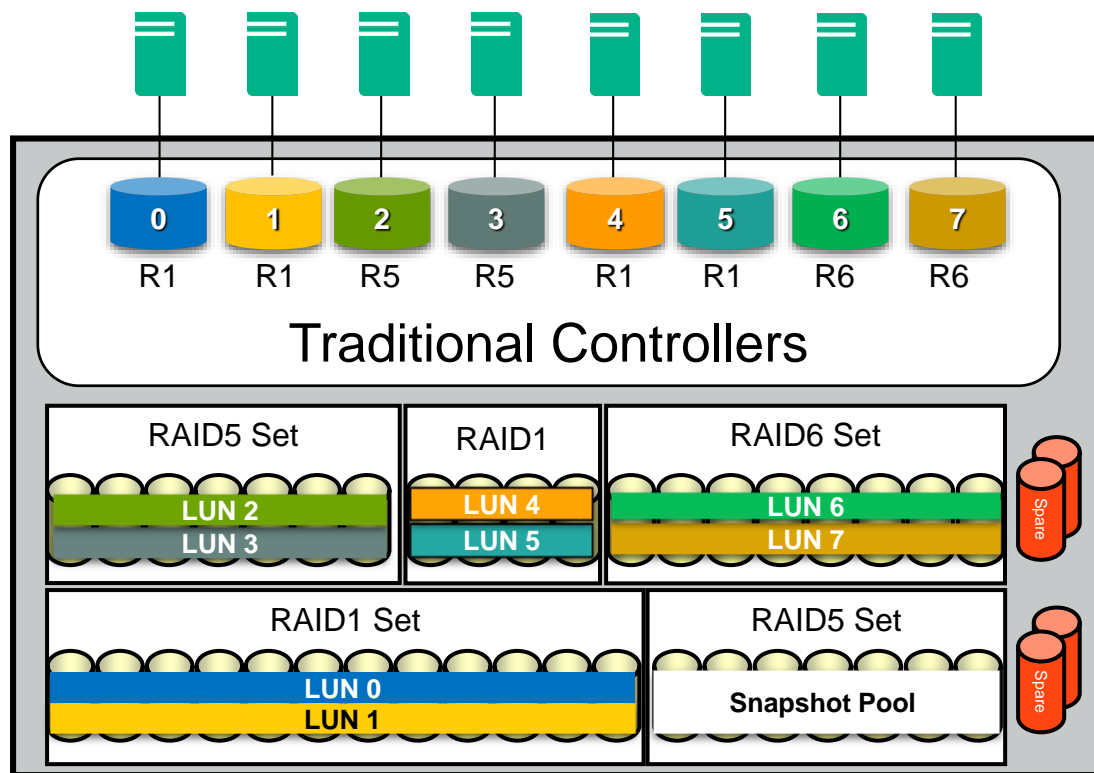 0 1 2 3 4 5 6 7
R1 R1 R5 R5 R1 R1 R6 R6
Traditional Controllers
RAID5 Set
LUN 2
LUN 3
RAID1
LUN 4
LUN 5
RAID6 Set
LUN 6
LUN 7
Spare
RAID1 Set
LUN 0
LUN 1
RAID5 Set
Snapshot Pool
Spare